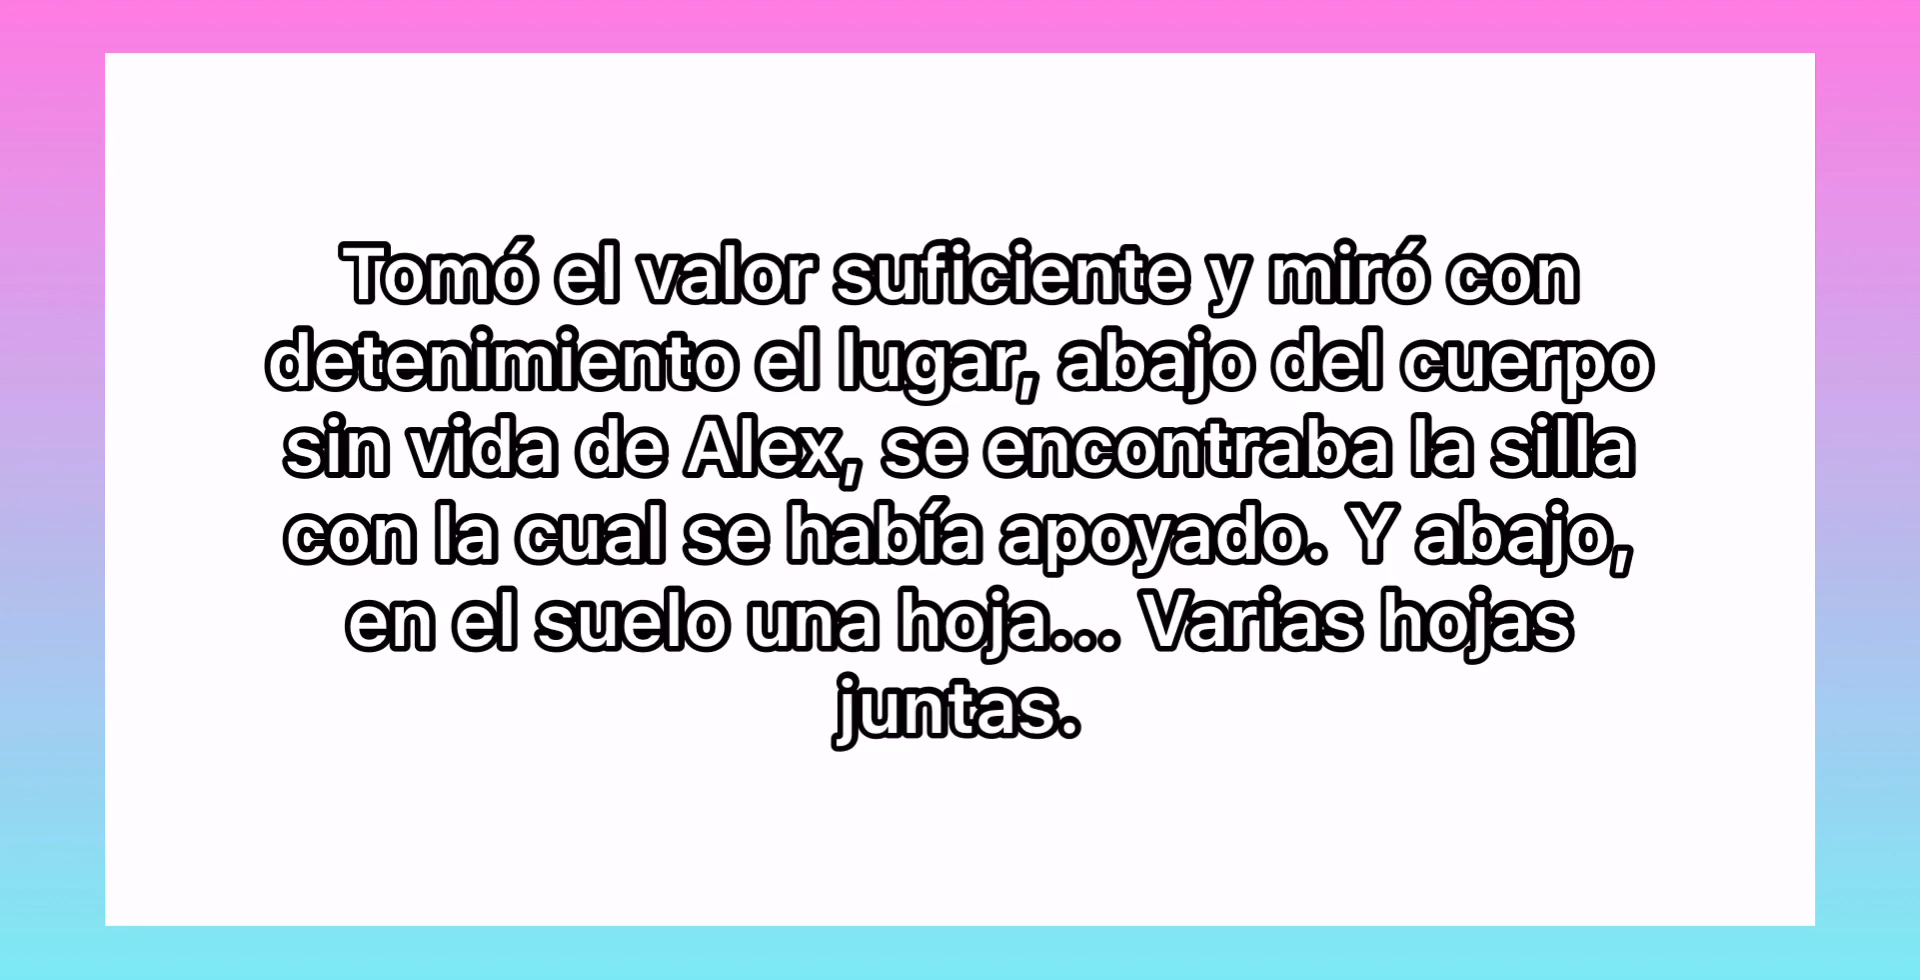 Tomó el valor suficiente y miró con
detenimiento el lugar, abajo del cuerpo
sin vida de Alex, se encontraba la silla
con la cual se había apoyado. Y abajo,
en el suelo una hoja... Varias hojas
juntas.